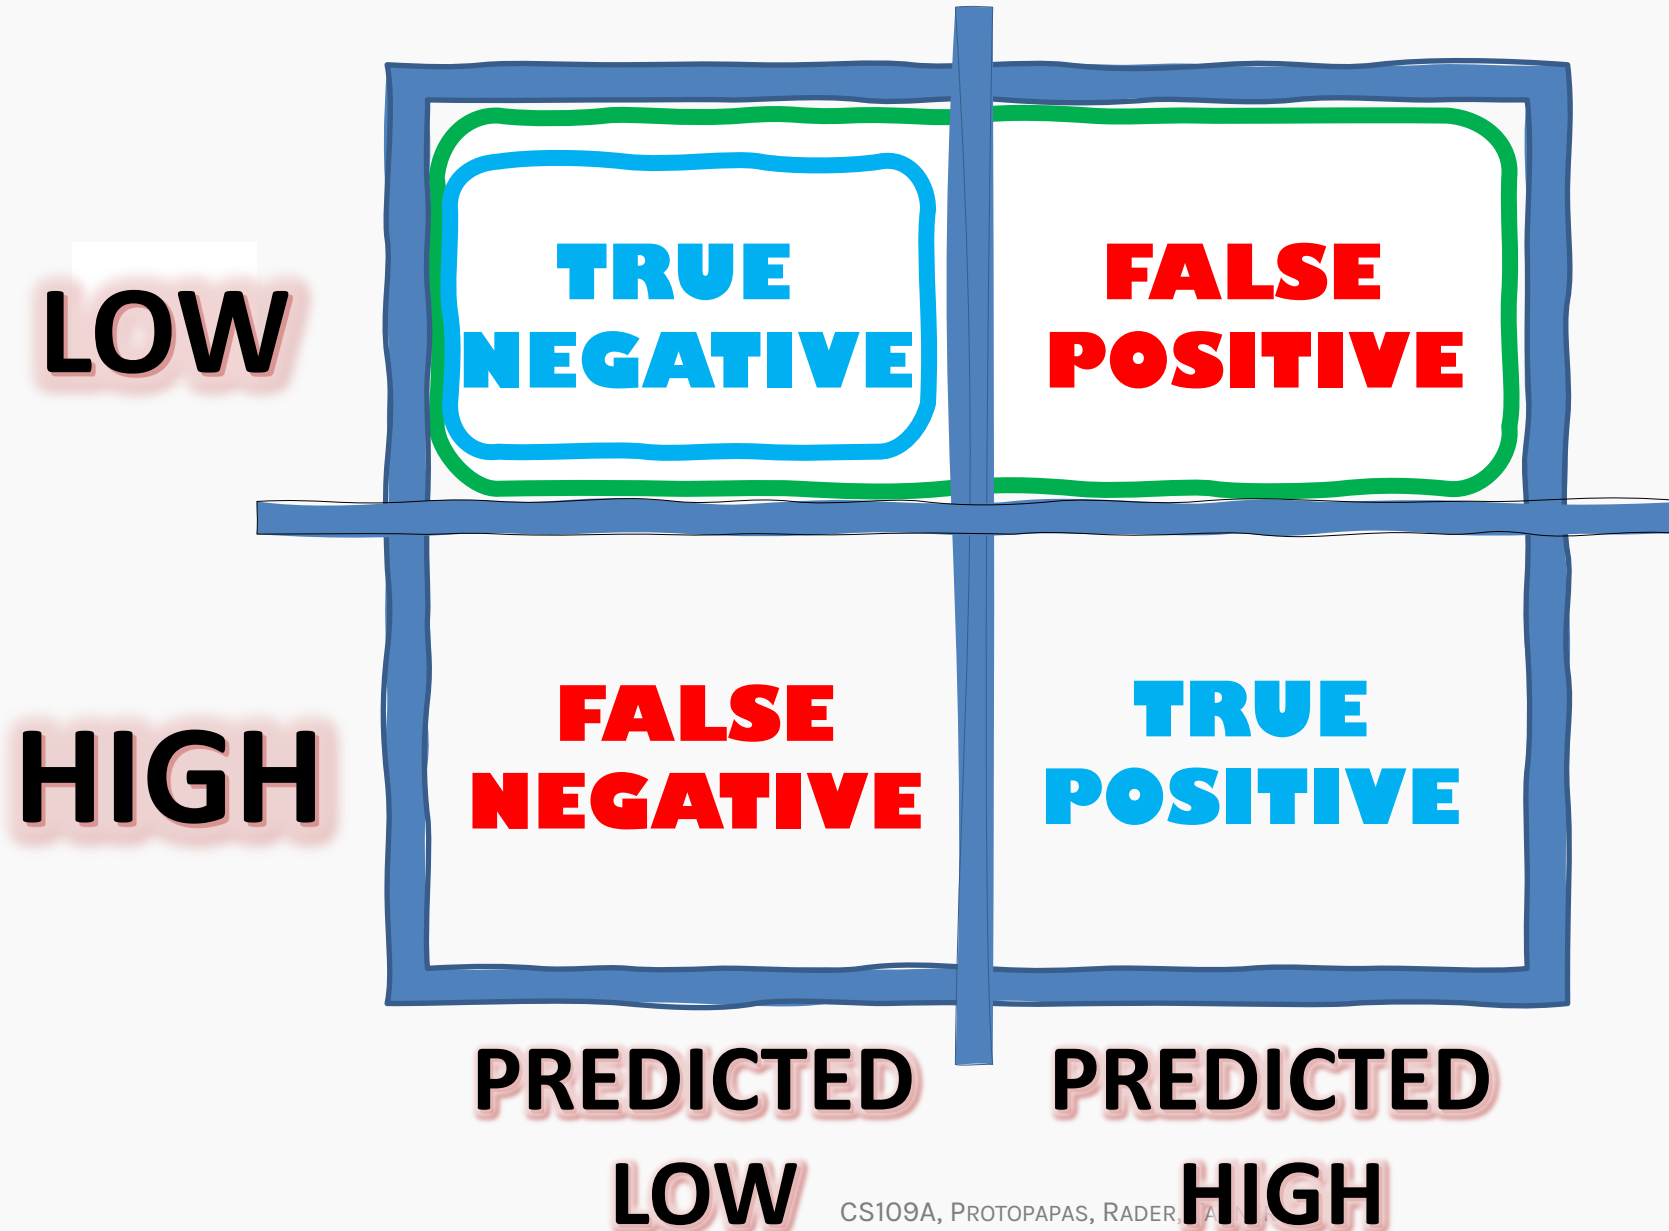 TRUE
NEGATIVE
FALSE
POSITIVE
LOW
FALSE
NEGATIVE
TRUE
POSITIVE
HIGH
PREDICTED
LOW
PREDICTED
HIGH
CS109A, PROTOPAPAS, RADER,